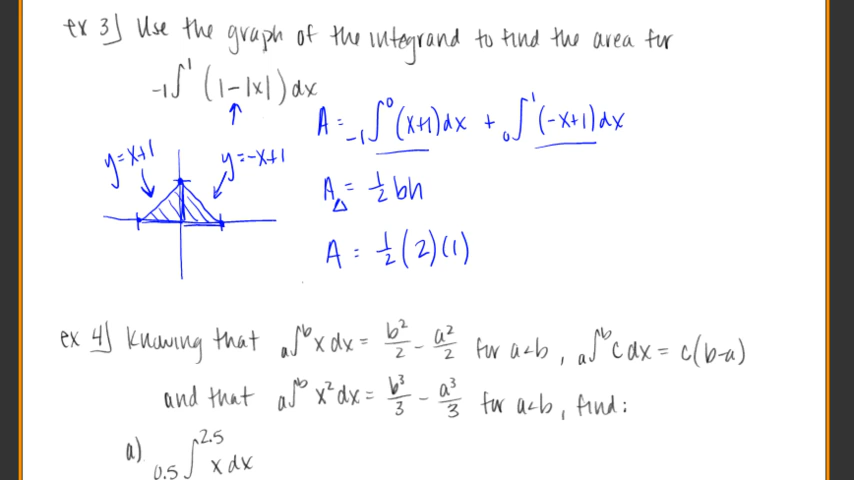 ex 3] Use the graph of the integrand to find the area for
-1∫^1 (1-|x|) dx
A = -1∫^0 (x+1)dx + 0∫^1 (-x+1)dx
y=x+1 y=-x+1
A△ = 1/2 bh
A = 1/2 (2)(1)
ex 4] Knowing that a∫^b x dx = b²/2 - a²/2 for a<b, a∫^b c dx = c(b-a)
and that a∫^b x² dx = b³/3 - a³/3 for a<b, find:
a) 0.5∫^2.5 x dx